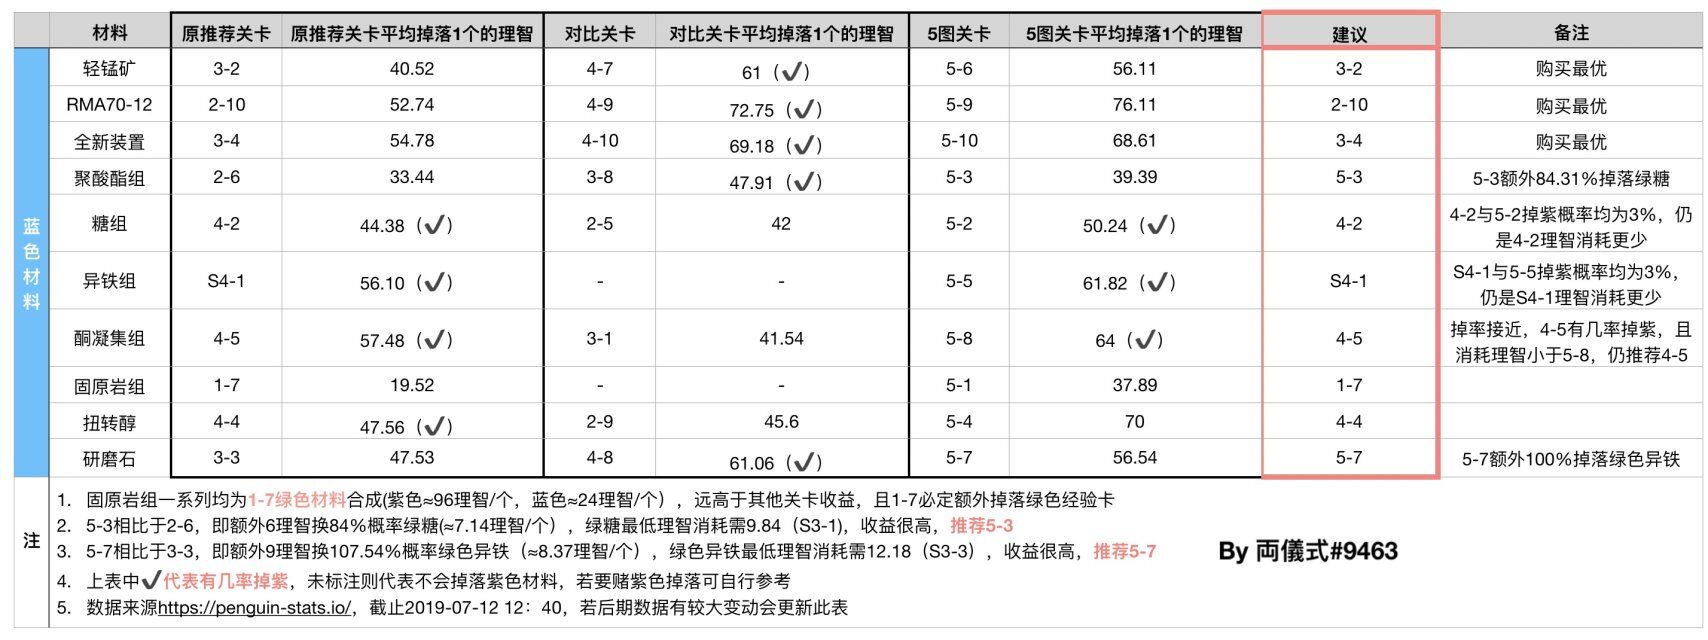 材料 原推荐关卡 原推荐关卡平均掉落1个的理智 对比关卡 对比关卡平均掉落1个的理智 5图关卡 5图关卡平均掉落1个的理智 建议 备注
蓝色材料
轻锰矿 3-2 40.52 4-7 61（✔） 5-6 56.11 3-2 购买最优
RMA70-12 2-10 52.74 4-9 72.75（✔） 5-9 76.11 2-10 购买最优
全新装置 3-4 54.78 4-10 69.18（✔） 5-10 68.61 3-4 购买最优
聚酸酯组 2-6 33.44 3-8 47.91（✔） 5-3 39.39 5-3 5-3额外84.31%掉落绿糖
糖组 4-2 44.38（✔） 2-5 42 5-2 50.24（✔） 4-2 4-2与5-2掉紫概率均为3%，仍
是4-2理智消耗更少
异铁组 S4-1 56.10（✔） - - 5-5 61.82（✔） S4-1 S4-1与5-5掉紫概率均为3%，
仍是S4-1理智消耗更少
酮凝集组 4-5 57.48（✔） 3-1 41.54 5-8 64（✔） 4-5 掉率接近，4-5有几率掉紫，且
消耗理智小于5-8，仍推荐4-5
固原岩组 1-7 19.52 - - 5-1 37.89 1-7
扭转醇 4-4 47.56（✔） 2-9 45.6 5-4 70 4-4
研磨石 3-3 47.53 4-8 61.06（✔） 5-7 56.54 5-7 5-7额外100%掉落绿色异铁
注
1. 固原岩组一系列均为1-7绿色材料合成(紫色≈96理智/个，蓝色≈24理智/个），远高于其他关卡收益，且1-7必定额外掉落绿色经验卡
2. 5-3相比于2-6，即额外6理智换84%概率绿糖(≈7.14理智/个），绿糖最低理智消耗需9.84（S3-1)，收益很高，推荐5-3
3. 5-7相比于3-3，即额外9理智换107.54%概率绿色异铁（≈8.37理智/个），绿色异铁最低理智消耗需12.18（S3-3），收益很高，推荐5-7
By 両儀式#9463
4. 上表中✔代表有几率掉紫，未标注则代表不会掉落紫色材料，若要赌紫色掉落可自行参考
5. 数据来源https://penguin-stats.io/，截止2019-07-12 12：40，若后期数据有较大变动会更新此表